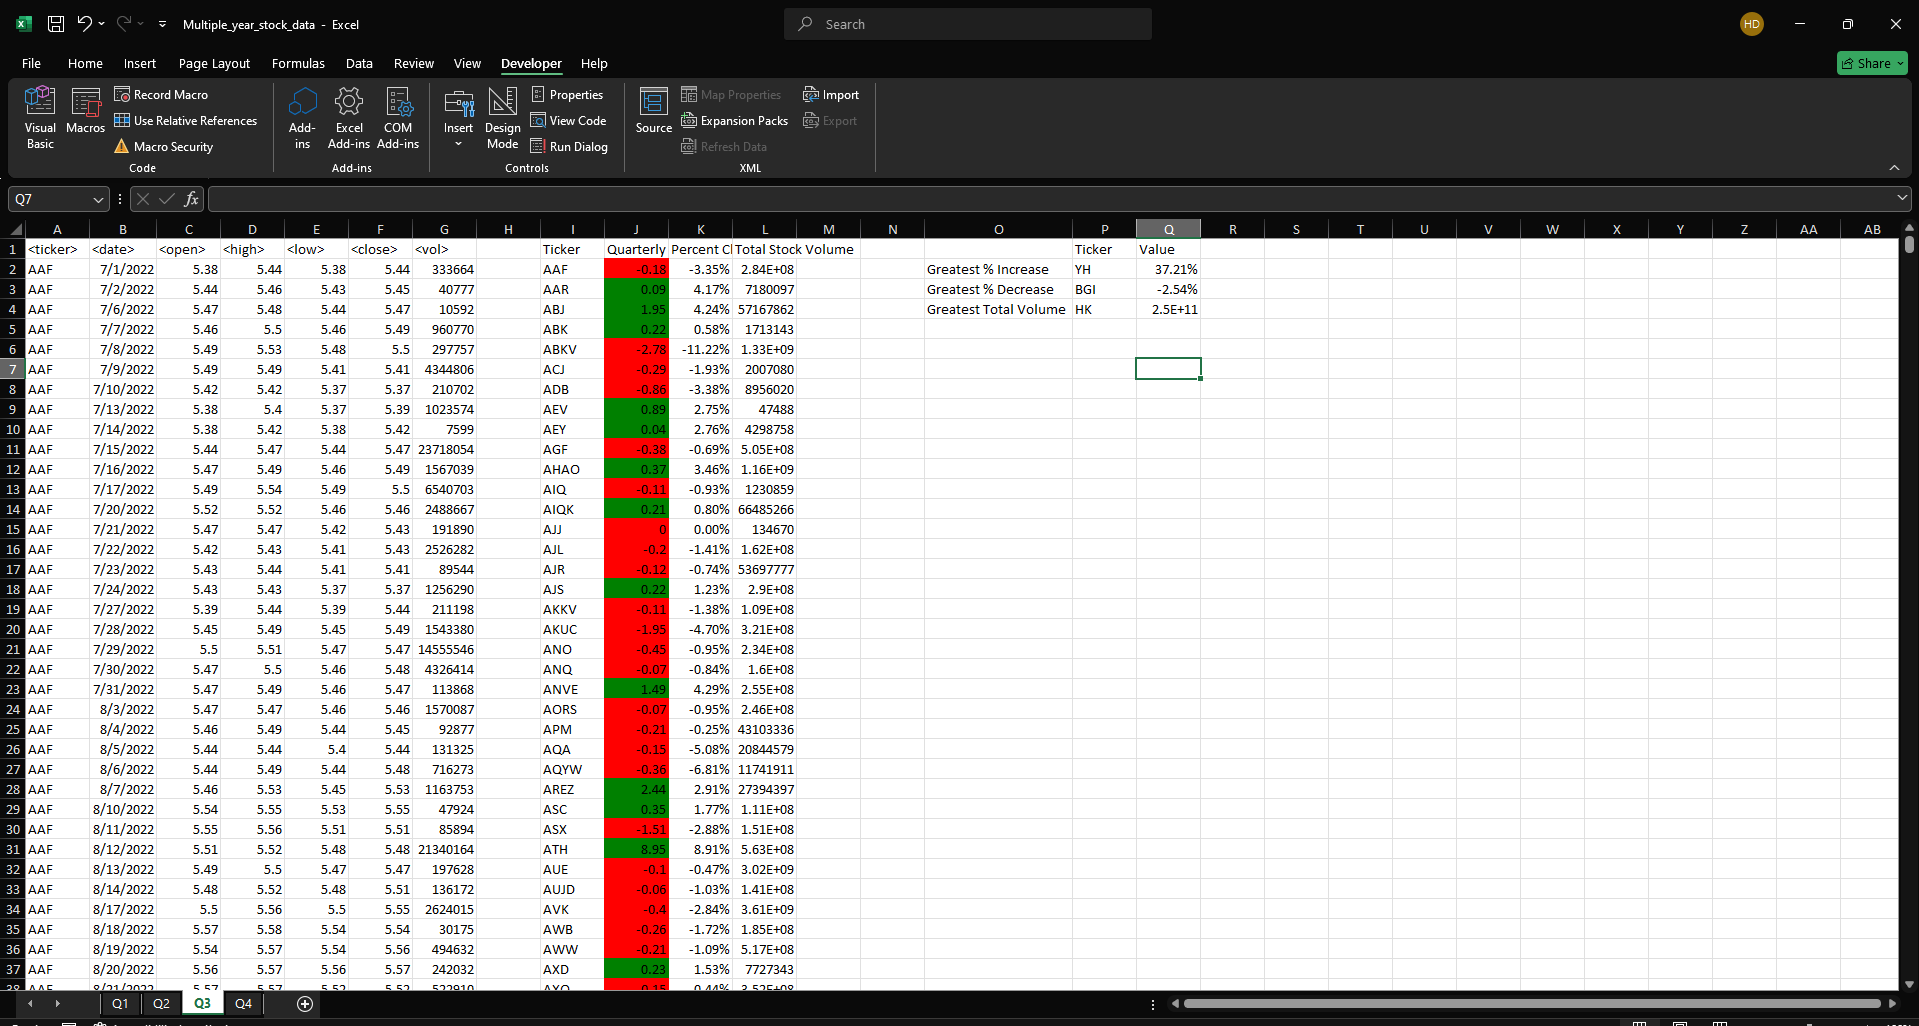 Multiple_year_stock_data - Excel
Search
HD
File Home Insert Page Layout Formulas Data Review View Developer Help
Share
Visual Basic
Macros
Record Macro
Use Relative References
Macro Security
Code
Add-ins
Excel Add-ins
COM Add-ins
Add-ins
Insert
Design Mode
Properties
View Code
Run Dialog
Controls
Source
Map Properties
Expansion Packs
Refresh Data
Import
Export
XML
Q7
fx
A B C D E F G H I J K L M N O P Q R S T U V W X Y Z AA AB
1 <ticker> <date> <open> <high> <low> <close> <vol> Ticker Quarterly Percent Cl Total Stock Volume Ticker Value
2 AAF 7/1/2022 5.38 5.44 5.38 5.44 333664 AAF -0.18 -3.35% 2.84E+08 Greatest % Increase YH 37.21%
3 AAF 7/2/2022 5.44 5.46 5.43 5.45 40777 AAR 0.09 4.17% 7180097 Greatest % Decrease BGI -2.54%
4 AAF 7/6/2022 5.47 5.48 5.44 5.47 10592 ABJ 1.95 4.24% 57167862 Greatest Total Volume HK 2.5E+11
5 AAF 7/7/2022 5.46 5.5 5.46 5.49 960770 ABK 0.22 0.58% 1713143
6 AAF 7/8/2022 5.49 5.53 5.48 5.5 297757 ABKV -2.78 -11.22% 1.33E+09
7 AAF 7/9/2022 5.49 5.49 5.41 5.41 4344806 ACJ -0.29 -1.93% 2007080
8 AAF 7/10/2022 5.42 5.42 5.37 5.37 210702 ADB -0.86 -3.38% 8956020
9 AAF 7/13/2022 5.38 5.4 5.37 5.39 1023574 AEV 0.89 2.75% 47488
10 AAF 7/14/2022 5.38 5.42 5.38 5.42 7599 AEY 0.04 2.76% 4298758
11 AAF 7/15/2022 5.44 5.47 5.44 5.47 23718054 AGF -0.38 -0.69% 5.05E+08
12 AAF 7/16/2022 5.47 5.49 5.46 5.49 1567039 AHAO 0.37 3.46% 1.16E+09
13 AAF 7/17/2022 5.49 5.54 5.49 5.5 6540703 AIQ -0.11 -0.93% 1230859
14 AAF 7/20/2022 5.52 5.52 5.46 5.46 2488667 AIQK 0.21 0.80% 66485266
15 AAF 7/21/2022 5.47 5.47 5.42 5.43 191890 AJJ 0 0.00% 134670
16 AAF 7/22/2022 5.42 5.43 5.41 5.43 2526282 AJL -0.2 -1.41% 1.62E+08
17 AAF 7/23/2022 5.43 5.44 5.41 5.41 89544 AJR -0.12 -0.74% 53697777
18 AAF 7/24/2022 5.43 5.43 5.37 5.37 1256290 AJS 0.22 1.23% 2.9E+08
19 AAF 7/27/2022 5.39 5.44 5.39 5.44 211198 AKKV -0.11 -1.38% 1.09E+08
20 AAF 7/28/2022 5.45 5.49 5.45 5.49 1543380 AKUC -1.95 -4.70% 3.21E+08
21 AAF 7/29/2022 5.5 5.51 5.47 5.47 14555546 ANO -0.45 -0.95% 2.34E+08
22 AAF 7/30/2022 5.47 5.5 5.46 5.48 4326414 ANQ -0.07 -0.84% 1.6E+08
23 AAF 7/31/2022 5.47 5.49 5.46 5.47 113868 ANVE 1.49 4.29% 2.55E+08
24 AAF 8/3/2022 5.47 5.47 5.46 5.46 1570087 AORS -0.07 -0.95% 2.46E+08
25 AAF 8/4/2022 5.46 5.49 5.44 5.45 92877 APM -0.21 -0.25% 43103336
26 AAF 8/5/2022 5.44 5.44 5.4 5.44 131325 AQA -0.15 -5.08% 20844579
27 AAF 8/6/2022 5.44 5.49 5.44 5.48 716273 AQYW -0.36 -6.81% 11741911
28 AAF 8/7/2022 5.46 5.53 5.45 5.53 1163753 AREZ 2.44 2.91% 27394397
29 AAF 8/10/2022 5.54 5.55 5.53 5.55 47924 ASC 0.35 1.77% 1.11E+08
30 AAF 8/11/2022 5.55 5.56 5.51 5.51 85894 ASX -1.51 -2.88% 1.51E+08
31 AAF 8/12/2022 5.51 5.52 5.48 5.48 21340164 ATH 8.95 8.91% 5.63E+08
32 AAF 8/13/2022 5.49 5.5 5.47 5.47 197628 AUE -0.1 -0.47% 3.02E+09
33 AAF 8/14/2022 5.48 5.52 5.48 5.51 136172 AUJD -0.06 -1.03% 1.41E+08
34 AAF 8/17/2022 5.5 5.56 5.5 5.55 2624015 AVK -0.4 -2.84% 3.61E+09
35 AAF 8/18/2022 5.57 5.58 5.54 5.54 30175 AWB -0.26 -1.72% 1.85E+08
36 AAF 8/19/2022 5.54 5.57 5.54 5.56 494632 AWW -0.21 -1.09% 5.17E+08
37 AAF 8/20/2022 5.56 5.57 5.56 5.57 242032 AXD 0.23 1.53% 7727343
Q1 Q2 Q3 Q4